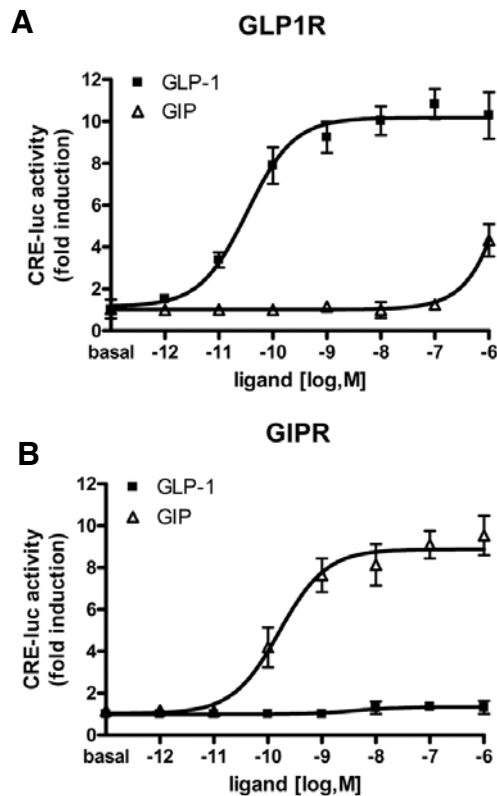 A
GLP1R
GLP-1
GIP
CRE-luc activity
(fold induction)
12
10
8
6
4
2
0
basal -12 -11 -10 -9 -8 -7 -6
ligand [log,M]
B
GIPR
GLP-1
GIP
CRE-luc activity
(fold induction)
12
10
8
6
4
2
0
basal -12 -11 -10 -9 -8 -7 -6
ligand [log,M]